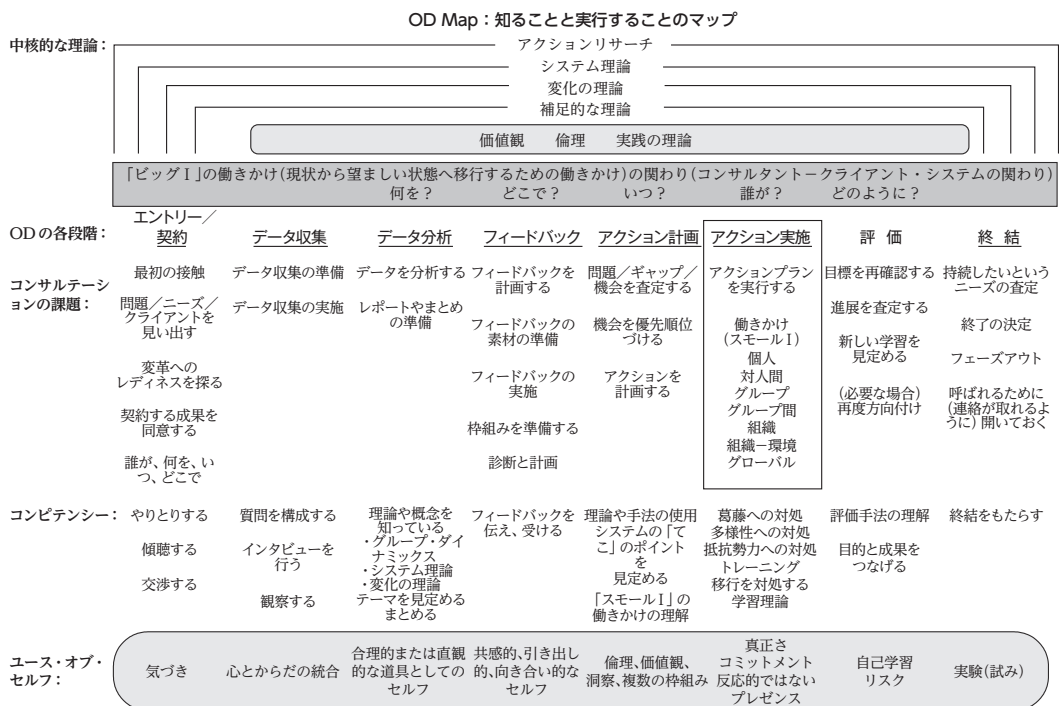 OD Map：知ることと実行することのマップ
中核的な理論：
アクションリサーチ
システム理論
変化の理論
補足的な理論
価値観　倫理　実践の理論
「ビッグI」の働きかけ(現状から望ましい状態へ移行するための働きかけ)の関わり(コンサルタント－クライアント・システムの関わり)
何を？　どこで？　いつ？　誰が？　どのように？
ODの各段階：
エントリー／
契約
データ収集
データ分析
フィードバック
アクション計画
アクション実施
評 価
終 結
コンサルテーシ
ョンの課題：
最初の接触
問題／ニーズ／
クライアントを
見い出す
変革への
レディネスを探る
契約する成果を
同意する
誰が、何を、い
つ、どこで
データ収集の準備
データ収集の実施
データを分析する
レポートやまとめ
の準備
フィードバックを
計画する
フィードバックの
素材の準備
フィードバックの
実施
枠組みを準備する
診断と計画
問題／ギャップ／
機会を査定する
機会を優先順位
づける
アクションを
計画する
アクションプラン
を実行する
働きかけ
(スモールI)
個人
対人間
グループ
グループ間
組織
組織－環境
グローバル
目標を再確認する
進展を査定する
新しい学習を
見定める
(必要な場合)
再度方向付け
持続したいという
ニーズの査定
終了の決定
フェーズアウト
呼ばれるために
(連絡が取れるよ
うに)開いておく
コンピテンシー：
やりとりする
傾聴する
交渉する
質問を構成する
インタビューを
行う
観察する
理論や概念を
知っている
・グループ・ダイ
ナミックス
・システム理論
・変化の理論
テーマを見定める
まとめる
フィードバックを
伝え、受ける
理論や手法の使用
システムの「て
こ」のポイント
を
見定める
「スモールI」の
働きかけの理解
葛藤への対処
多様性への対処
抵抗勢力への対処
トレーニング
移行を対処する
学習理論
評価手法の理解
目的と成果を
つなげる
終結をもたらす
ユース・オブ・
セルフ：
気づき
心とからだの統合
合理的または直観
的な道具としての
セルフ
共感的、引き出し
的、向き合い的な
セルフ
倫理、価値観、
洞察、複数の枠組み
真正さ
コミットメント
反応的ではない
プレゼンス
自己学習
リスク
実験(試み)